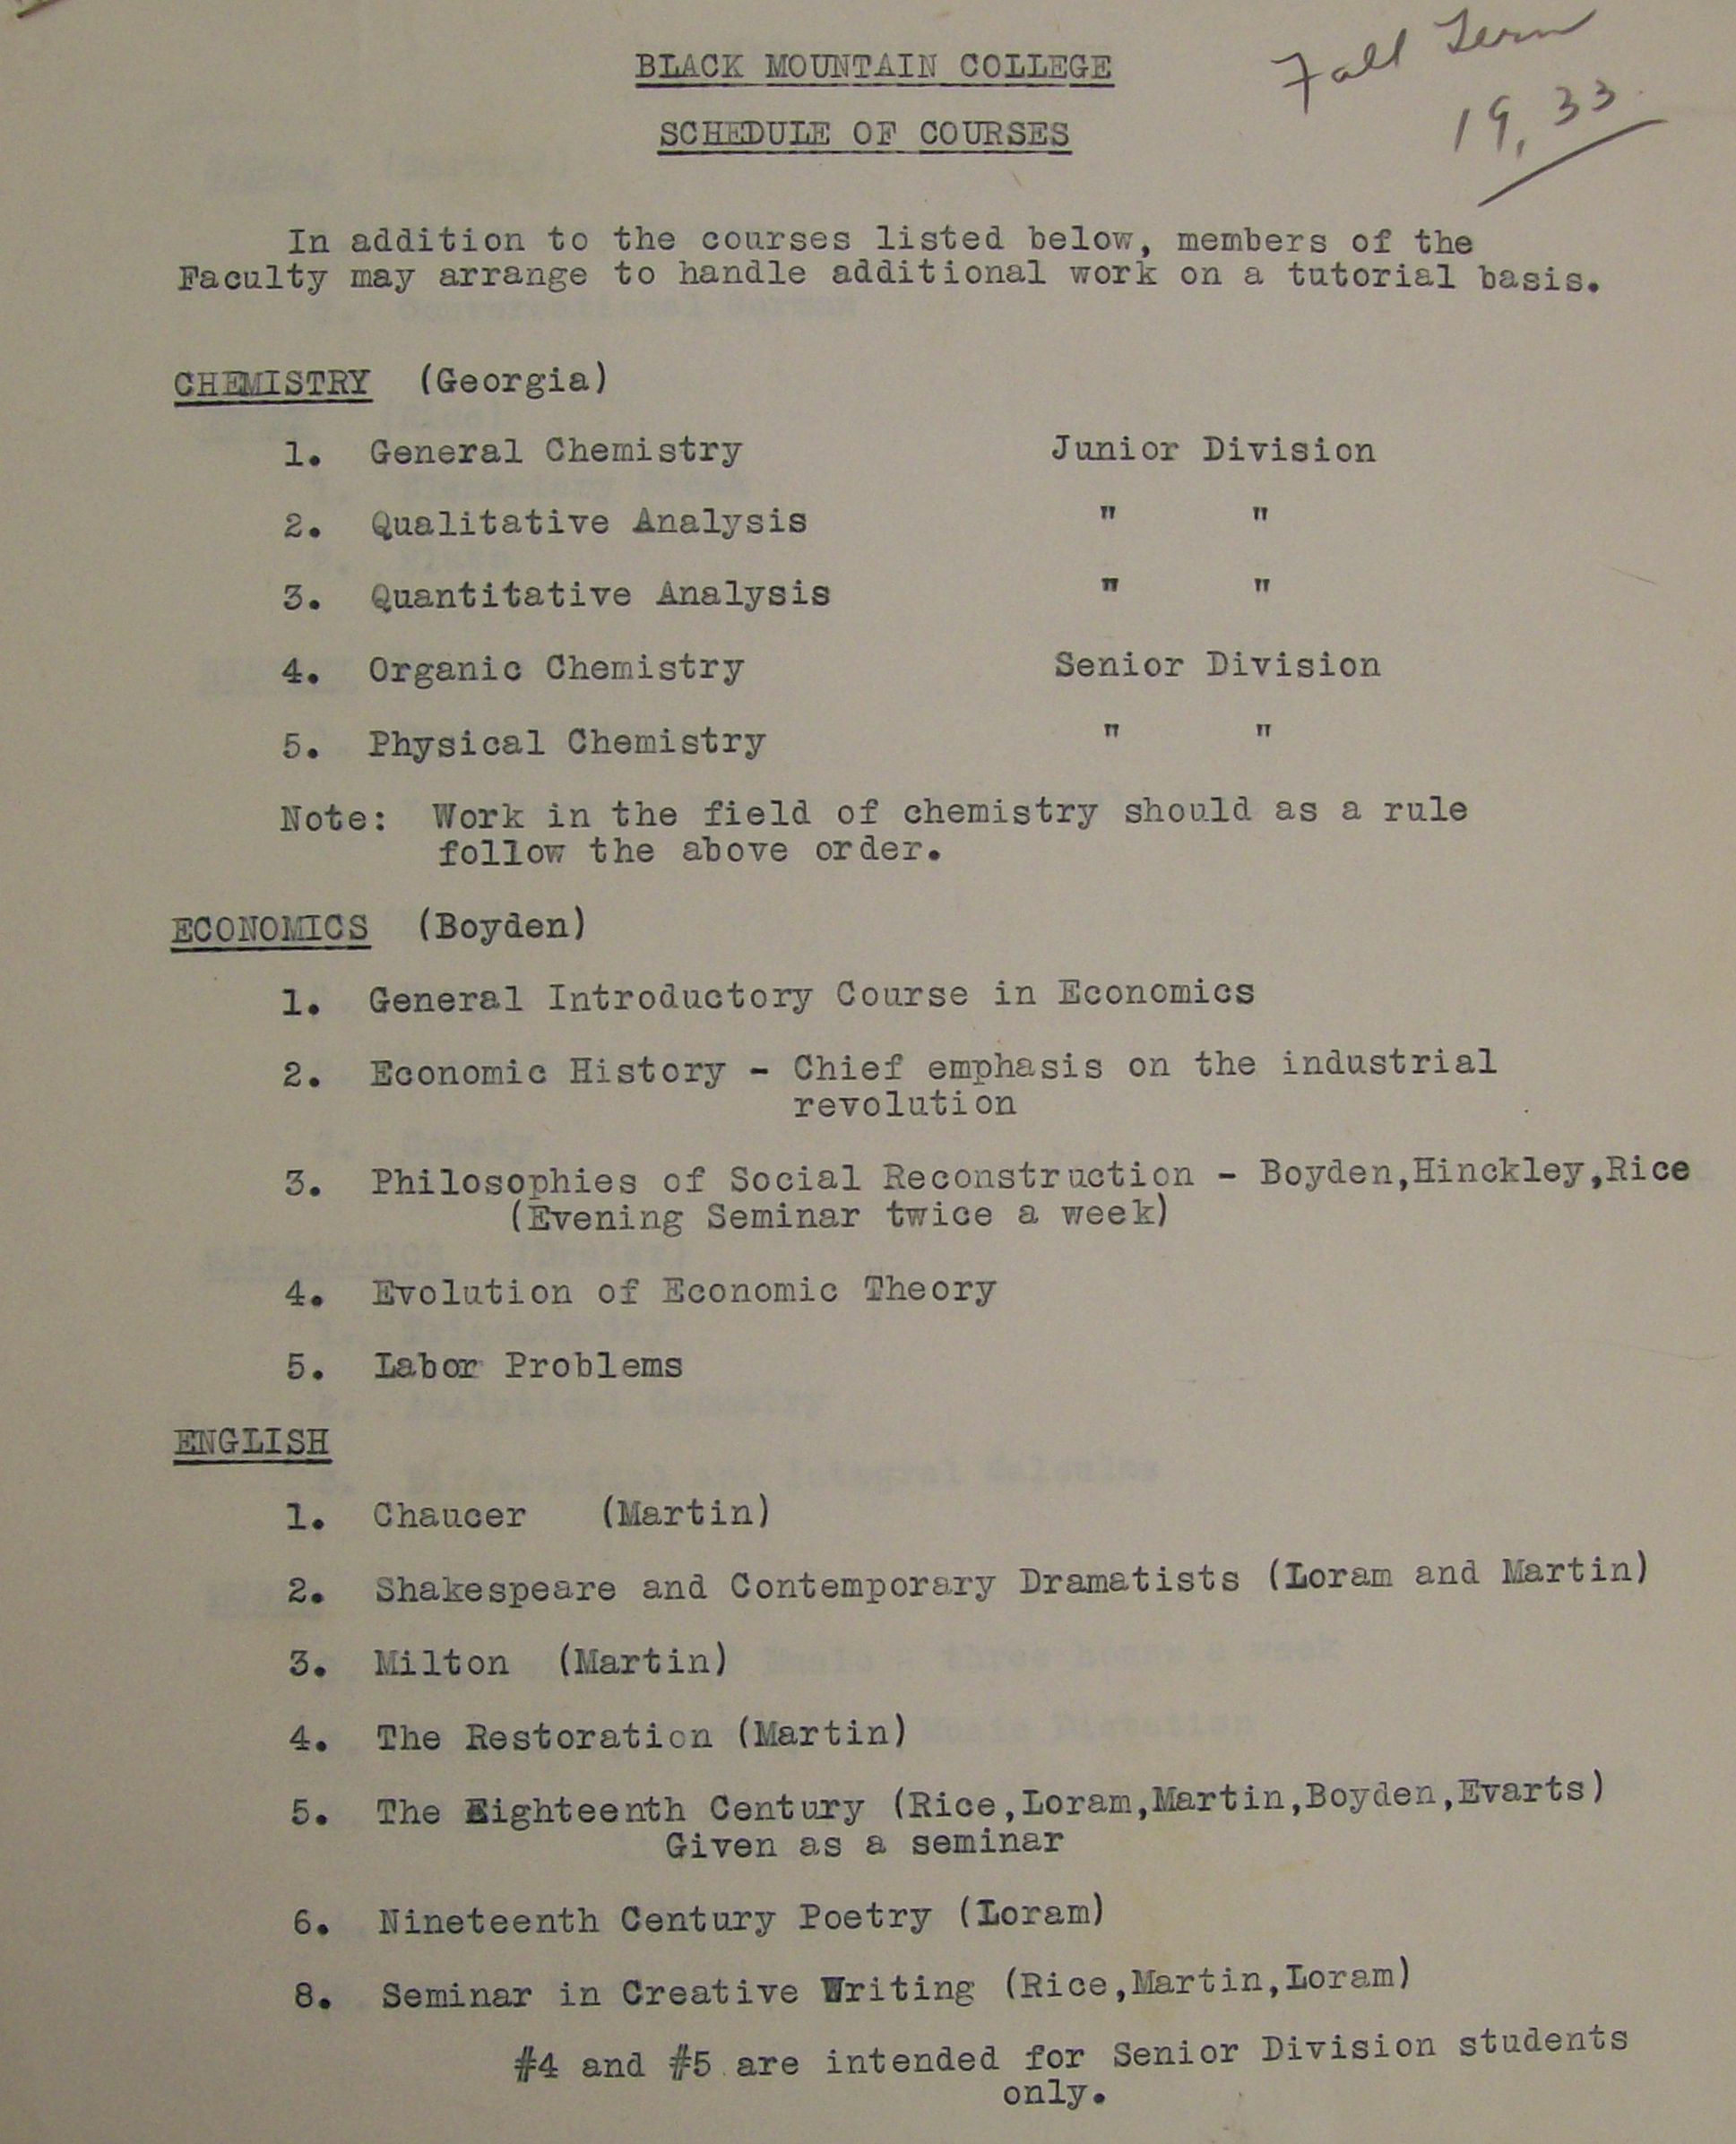 Fall Term
19,33
BLACK MOUNTAIN COLLEGE
SCHEDULE OF COURSES
In addition to the courses listed below, members of the
Faculty may arrange to handle additional work on a tutorial basis.
CHEMISTRY (Georgia)
1. General Chemistry Junior Division
2. Qualitative Analysis " "
3. Quantitative Analysis " "
4. Organic Chemistry Senior Division
5. Physical Chemistry " "
Note: Work in the field of chemistry should as a rule
follow the above order.
ECONOMICS (Boyden)
1. General Introductory Course in Economics
2. Economic History - Chief emphasis on the industrial
revolution
3. Philosophies of Social Reconstruction - Boyden,Hinckley,Rice
(Evening Seminar twice a week)
4. Evolution of Economic Theory
5. Labor Problems
ENGLISH
1. Chaucer (Martin)
2. Shakespeare and Contemporary Dramatists (Loram and Martin)
3. Milton (Martin)
4. The Restoration (Martin)
5. The Eighteenth Century (Rice,Loram,Martin,Boyden,Evarts)
Given as a seminar
6. Nineteenth Century Poetry (Loram)
8. Seminar in Creative Writing (Rice,Martin,Loram)
#4 and #5 are intended for Senior Division students
only.